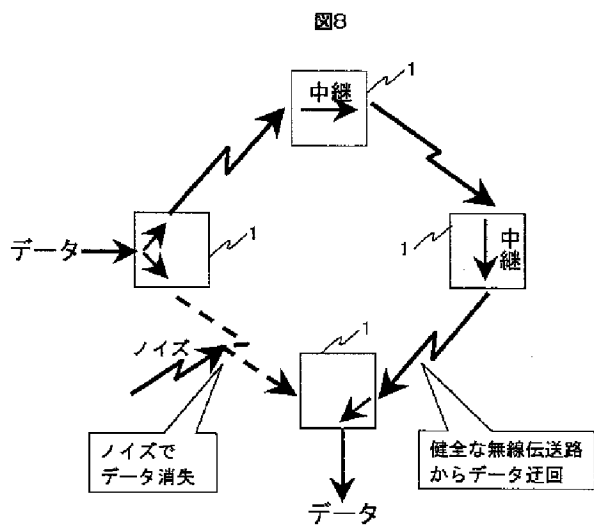 図8
1
中継
1
データ
1
中継
1
ノイズ
ノイズで
データ消失
健全な無線伝送路
からデータ迂回
データ